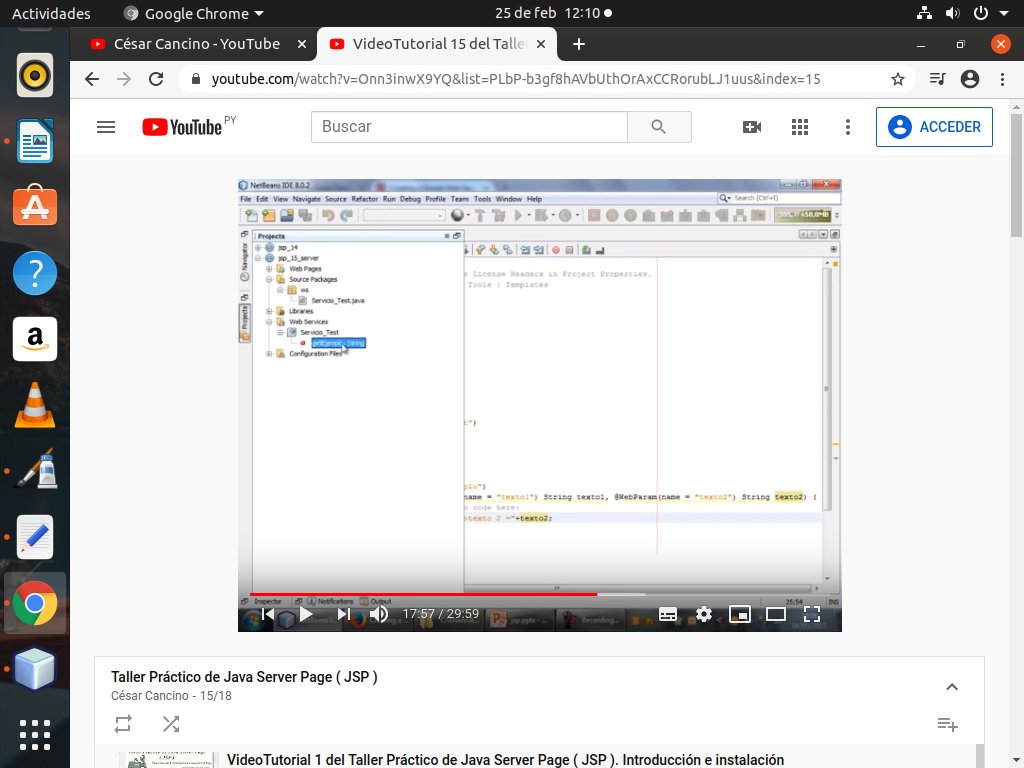 Actividades
Google Chrome
25 de feb 12:10
César Cancino - YouTube
VideoTutorial 15 del Talle
youtube.com/watch?v=Onn3inwX9YQ&list=PLbP-b3gf8hAVbUthOrAxCCRorubLJ1uus&index=15
YouTube PY
Buscar
ACCEDER
NetBeans IDE 8.0.2
File Edit View Navigate Source Refactor Run Debug Profile Team Tools Window Help
Search (Ctrl+I)
Projects
Navigator
jsp_14
jsp_15_server
Web Pages
Source Packages
ws
Servicio_Test.java
Libraries
Web Services
Servicio_Test
getEjemplo: String
Configuration Files
Projects
e License Headers in Project Properties.
Tools | Templates
t")
plo")
name = "texto1") String texto1, @WebParam(name = "texto2") String texto2) {
n code here:
texto 2 ="+texto2;
Inspector
Notifications
Output
25:54
INS
17:57 / 29:59
jsp.pptx - ...
Recording...
Taller Práctico de Java Server Page ( JSP )
César Cancino - 15/18
VideoTutorial 1 del Taller Práctico de Java Server Page ( JSP ). Introducción e instalación